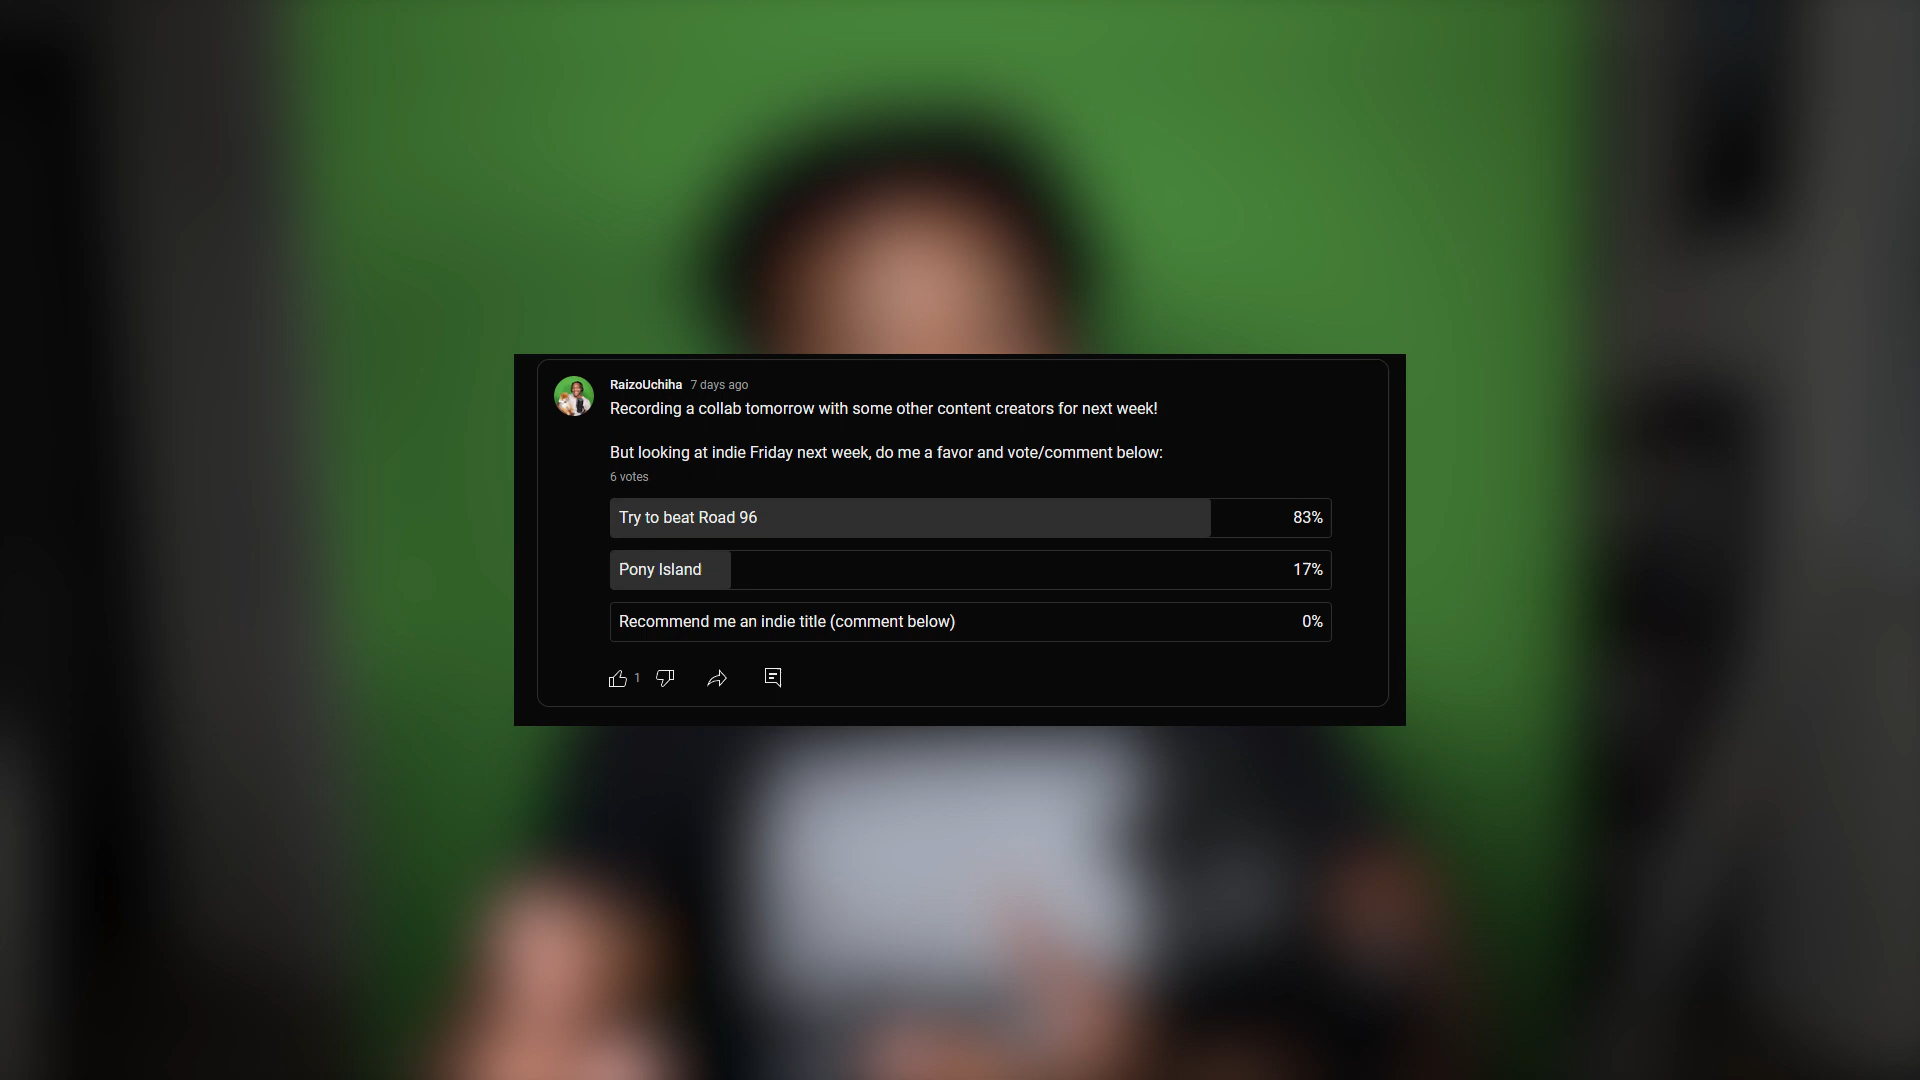 RaizoUchiha 7 days ago
Recording a collab tomorrow with some other content creators for next week!
But looking at indie Friday next week, do me a favor and vote/comment below:
6 votes
Try to beat Road 96 83%
Pony Island 17%
Recommend me an indie title (comment below) 0%
1